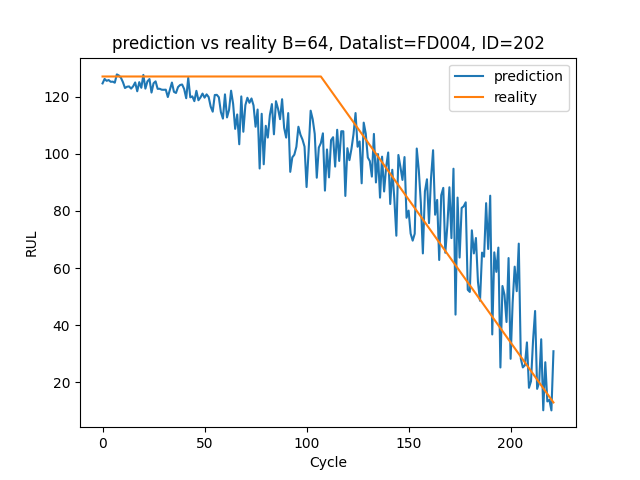 prediction vs reality B=64, Datalist=FD004, ID=202
prediction
reality
RUL
120
100
80
60
40
20
0 50 100 150 200
Cycle